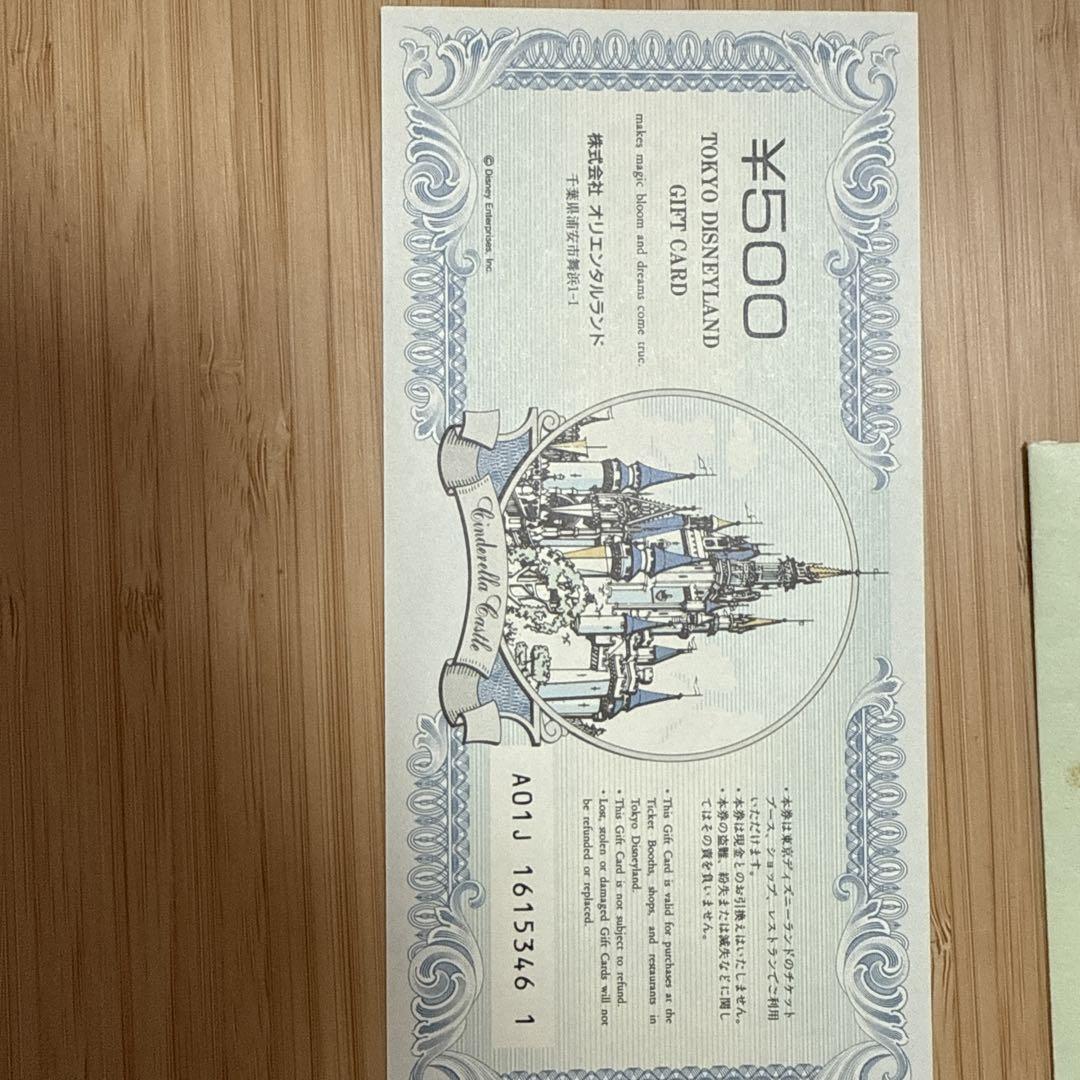 ¥500
TOKYO DISNEYLAND
GIFT CARD
makes magic bloom and dreams come true.
株式会社 オリエンタルランド
千葉県浦安市舞浜1-1
© Disney Enterprises, Inc.
Cinderella Castle
・本券は東京ディズニーランドのチケット
ブース、ショップ、レストランでご利用
いただけます。
・本券は現金とのお引換えはいたしません。
・本券の盗難、紛失または滅失などに関し
てはその責を負いません。
• This Gift Card is valid for purchases at the
Ticket Booths, shops, and restaurants in
Tokyo Disneyland.
• This Gift Card is not subject to refund.
• Lost, stolen or damaged Gift Cards will not
be refunded or replaced.
A01J 1615346 1